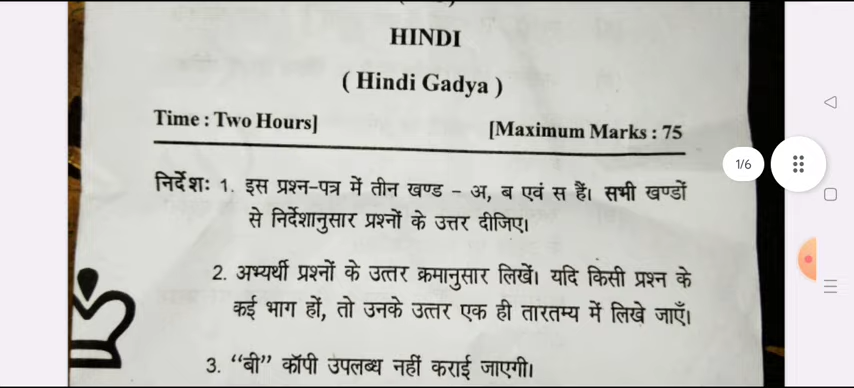 HINDI
( Hindi Gadya )
Time : Two Hours] [Maximum Marks : 75
निर्देशः 1. इस प्रश्न-पत्र में तीन खण्ड – अ, ब एवं स हैं। सभी खण्डों
से निर्देशानुसार प्रश्नों के उत्तर दीजिए।
2. अभ्यर्थी प्रश्नों के उत्तर क्रमानुसार लिखें। यदि किसी प्रश्न के
कई भाग हों, तो उनके उत्तर एक ही तारतम्य में लिखे जाएँ।
3. “बी” कॉपी उपलब्ध नहीं कराई जाएगी।
1/6